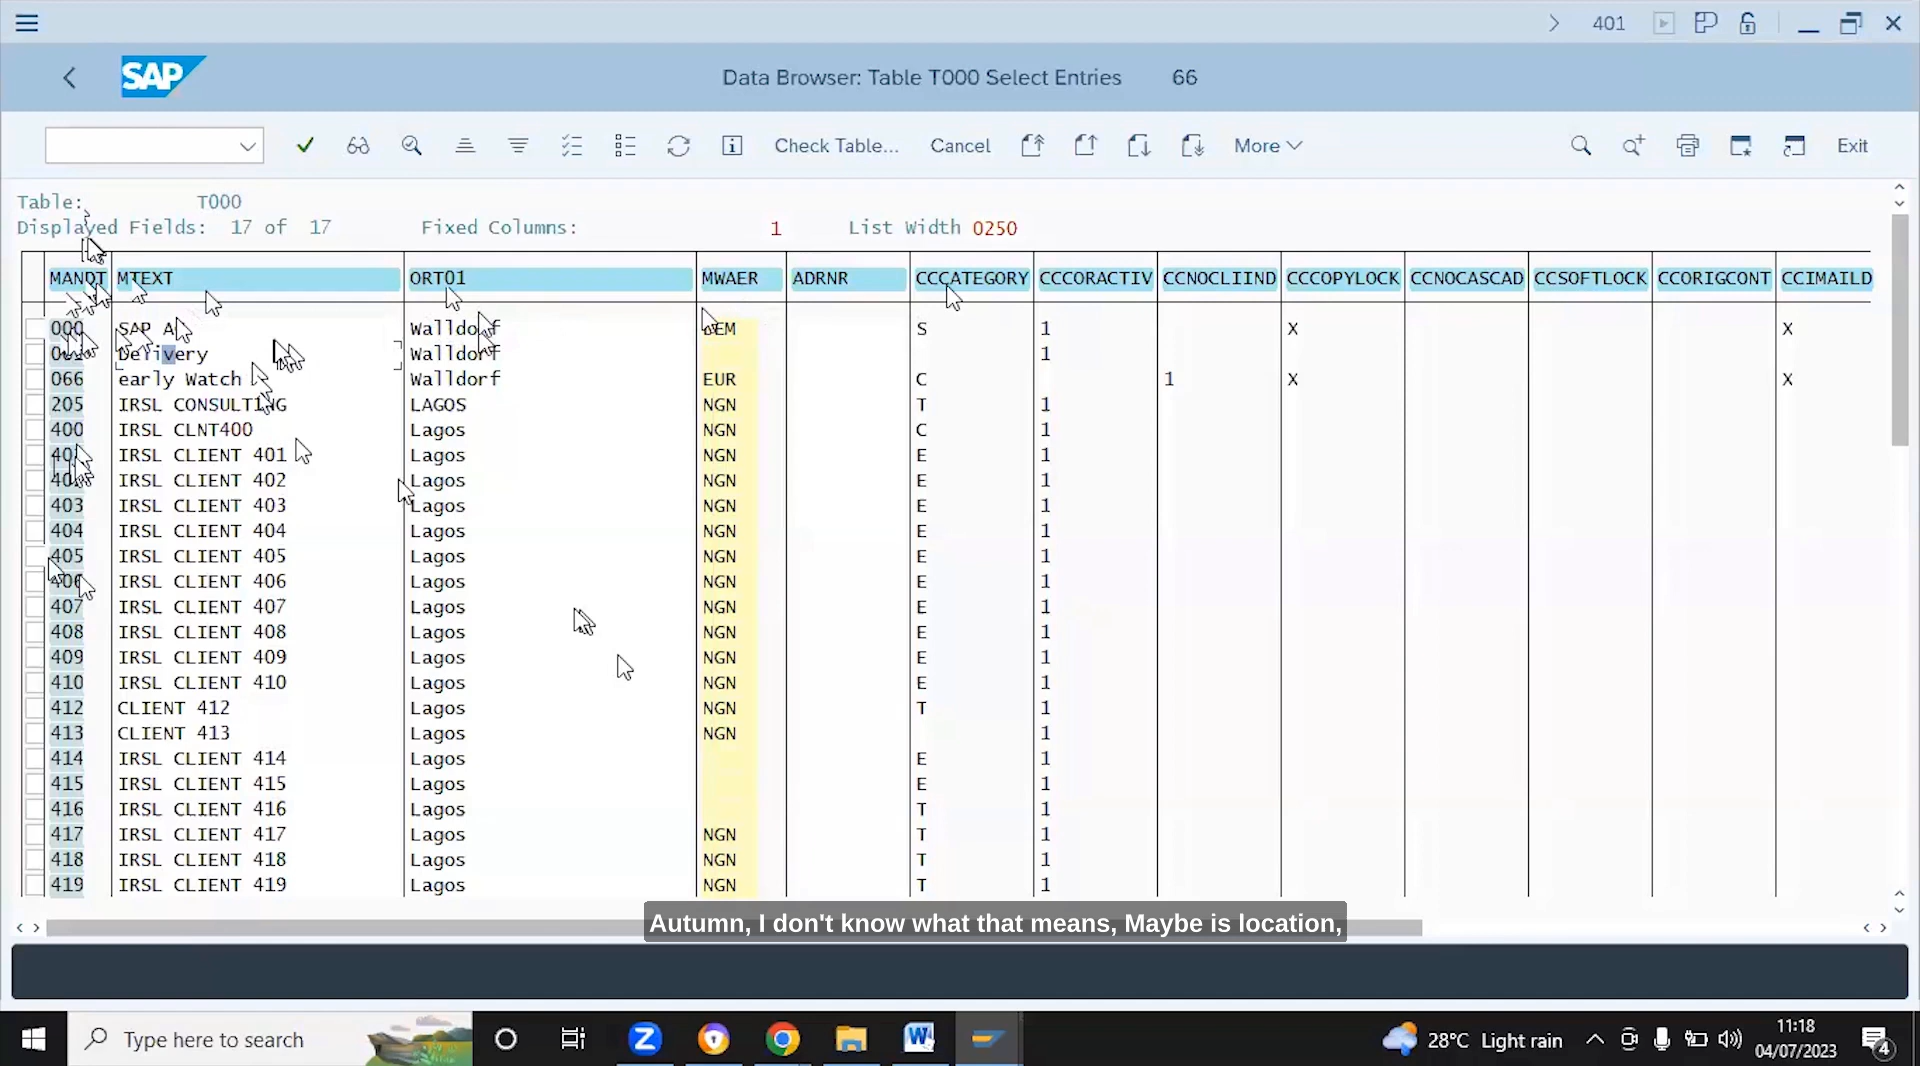 401
SAP
Data Browser: Table T000 Select Entries 66
Check Table... Cancel More Exit
Table: T000
Displayed Fields: 17 of 17 Fixed Columns: 1 List Width 0250
MANDT MTEXT ORT01 MWAER ADRNR CCCATEGORY CCCORACTIV CCNOCLIIND CCCOPYLOCK CCNOCASCAD CCSOFTLOCK CCORIGCONT CCIMAILD
000 SAP A Walldorf S 1 X X
Delivery Walldorf 1
066 early Watch Walldorf EUR C 1 X X
205 IRSL CONSULTING LAGOS NGN T 1
400 IRSL CLNT400 Lagos NGN C 1
IRSL CLIENT 401 Lagos NGN E 1
IRSL CLIENT 402 Lagos NGN E 1
403 IRSL CLIENT 403 Lagos NGN E 1
404 IRSL CLIENT 404 Lagos NGN E 1
405 IRSL CLIENT 405 Lagos NGN E 1
406 IRSL CLIENT 406 Lagos NGN E 1
407 IRSL CLIENT 407 Lagos NGN E 1
408 IRSL CLIENT 408 Lagos NGN E 1
409 IRSL CLIENT 409 Lagos NGN E 1
410 IRSL CLIENT 410 Lagos NGN E 1
412 CLIENT 412 Lagos NGN T 1
413 CLIENT 413 Lagos NGN 1
414 IRSL CLIENT 414 Lagos E 1
415 IRSL CLIENT 415 Lagos E 1
416 IRSL CLIENT 416 Lagos T 1
417 IRSL CLIENT 417 Lagos NGN T 1
418 IRSL CLIENT 418 Lagos NGN T 1
419 IRSL CLIENT 419 Lagos NGN T 1
Autumn, I don't know what that means, Maybe is location,
Type here to search
28°C Light rain
11:18
04/07/2023
4